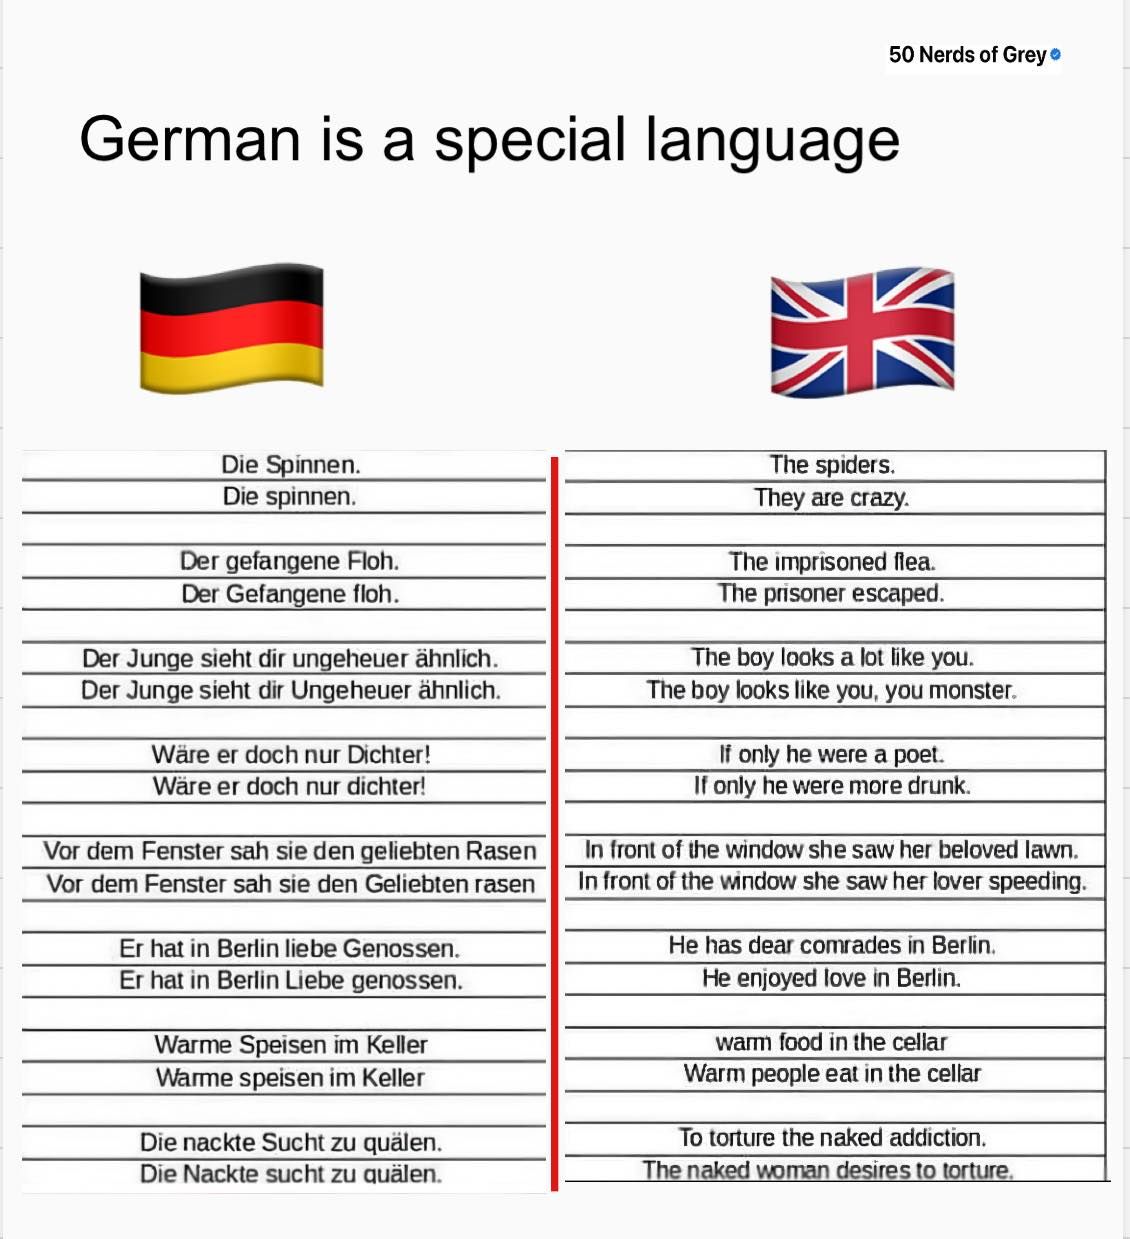 50 Nerds of Grey
German is a special language
Die Spinnen. The spiders.
Die spinnen. They are crazy.
Der gefangene Floh. The imprisoned flea.
Der Gefangene floh. The prisoner escaped.
Der Junge sieht dir ungeheuer ähnlich. The boy looks a lot like you.
Der Junge sieht dir Ungeheuer ähnlich. The boy looks like you, you monster.
Wäre er doch nur Dichter! If only he were a poet.
Wäre er doch nur dichter! If only he were more drunk.
Vor dem Fenster sah sie den geliebten Rasen In front of the window she saw her beloved lawn.
Vor dem Fenster sah sie den Geliebten rasen In front of the window she saw her lover speeding.
Er hat in Berlin liebe Genossen. He has dear comrades in Berlin.
Er hat in Berlin Liebe genossen. He enjoyed love in Berlin.
Warme Speisen im Keller warm food in the cellar
Warme speisen im Keller Warm people eat in the cellar
Die nackte Sucht zu quälen. To torture the naked addiction.
Die Nackte sucht zu quälen. The naked woman desires to torture.